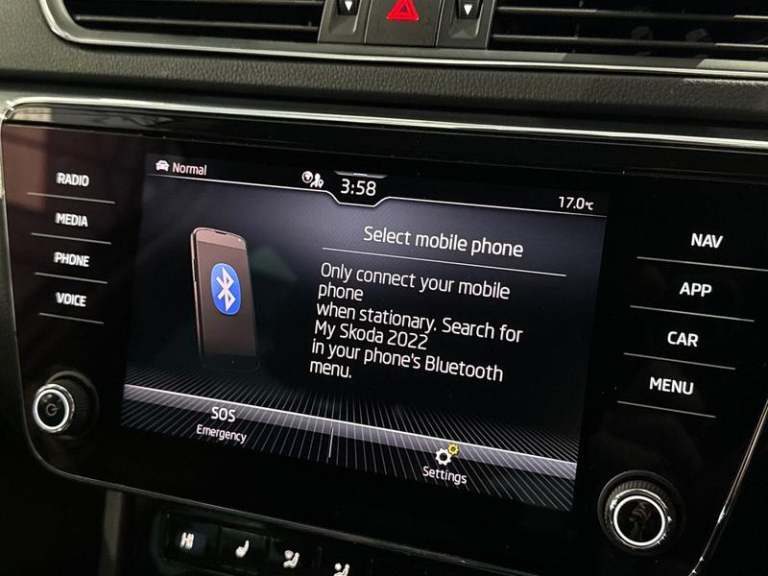 Normal
3:58
17.0°C
RADIO
MEDIA
PHONE
VOICE
NAV
APP
CAR
MENU
Select mobile phone
Only connect your mobile
phone
when stationary. Search for
My Skoda 2022
in your phone's Bluetooth
menu.
SOS
Emergency
Settings
HI